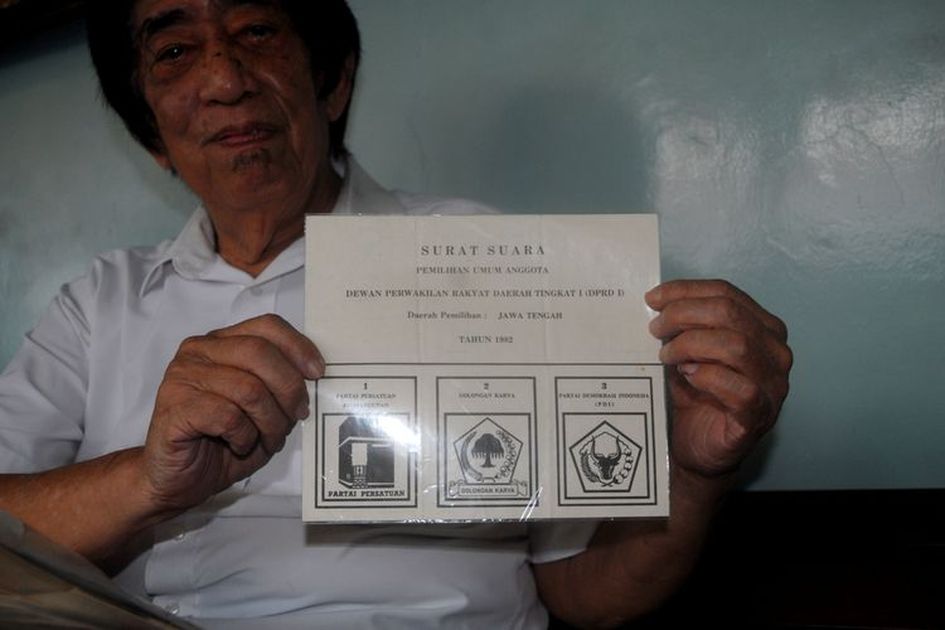 SURAT SUARA
PEMILIHAN UMUM ANGGOTA
DEWAN PERWAKILAN RAKYAT DAERAH TINGKAT I (DPRD I)
Daerah Pemilihan : JAWA TENGAH
TAHUN 1982
1
PARTAI PERSATUAN
PEMBANGUNAN
PARTAI PERSATUAN
2
GOLONGAN KARYA
GOLONGAN KARYA
3
PARTAI DEMOKRASI INDONESIA
(PDI)